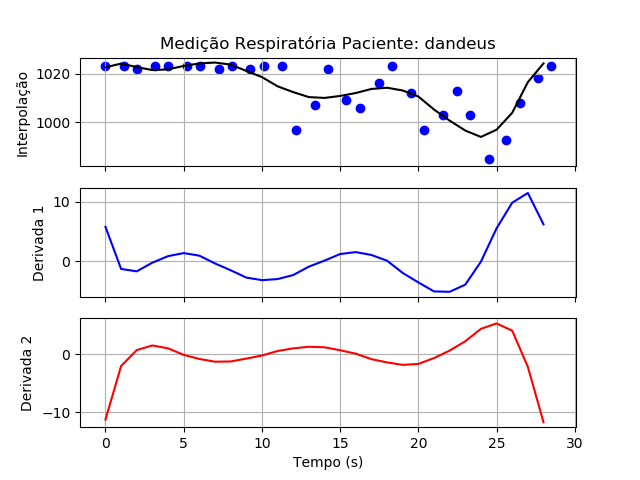 Medição Respiratória Paciente: dandeus
Interpolação
1020
1000
Derivada 1
10
0
Derivada 2
0
−10
0 5 10 15 20 25 30
Tempo (s)